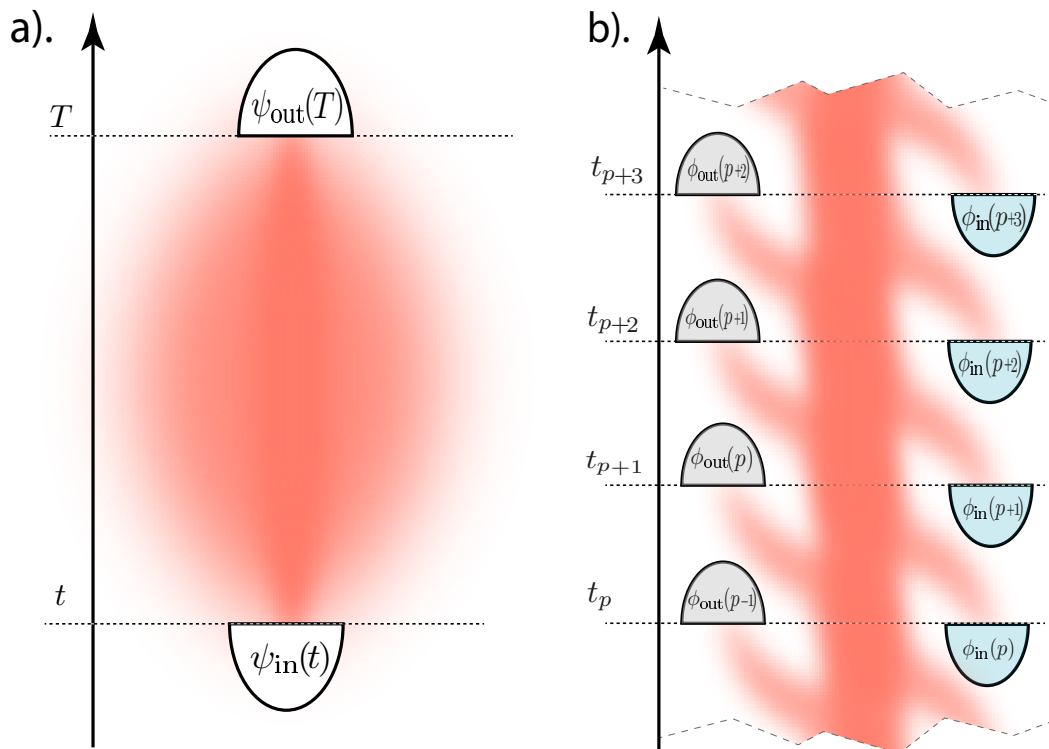 a).
T
ψout(T)
t
ψin(t)
b).
tp+3
ϕout(p+2)
ϕin(p+3)
tp+2
ϕout(p+1)
ϕin(p+2)
tp+1
ϕout(p)
ϕin(p+1)
tp
ϕout(p−1)
ϕin(p)